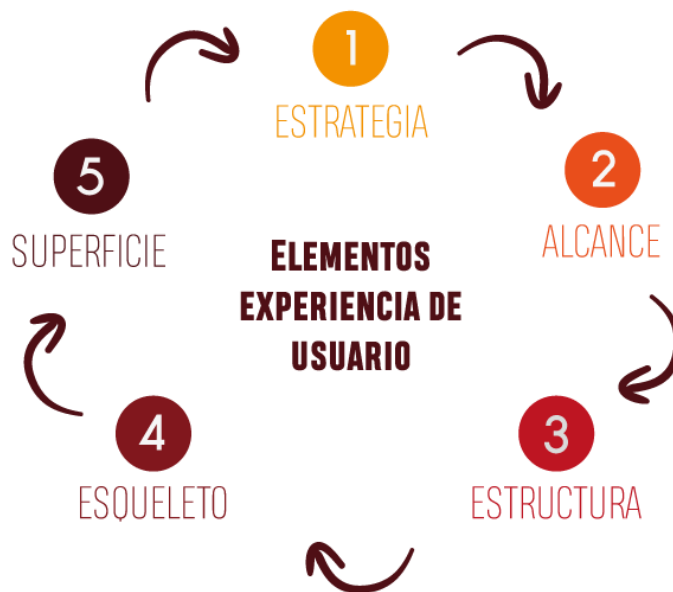 1
ESTRATEGIA
2
ALCANCE
3
ESTRUCTURA
4
ESQUELETO
5
SUPERFICIE
ELEMENTOS
EXPERIENCIA DE
USUARIO